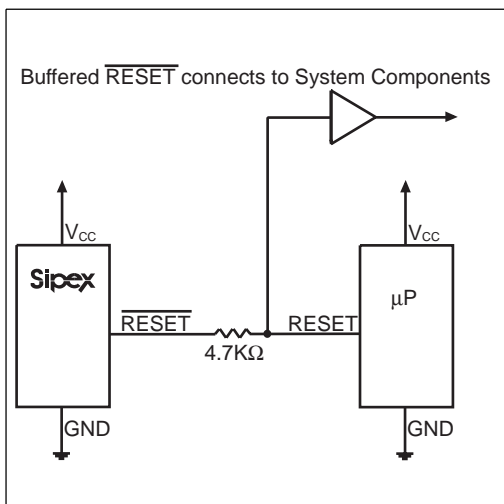 Buffered RESET connects to System Components
VCC
VCC
Sipex
μP
RESET
RESET
4.7KΩ
GND
GND